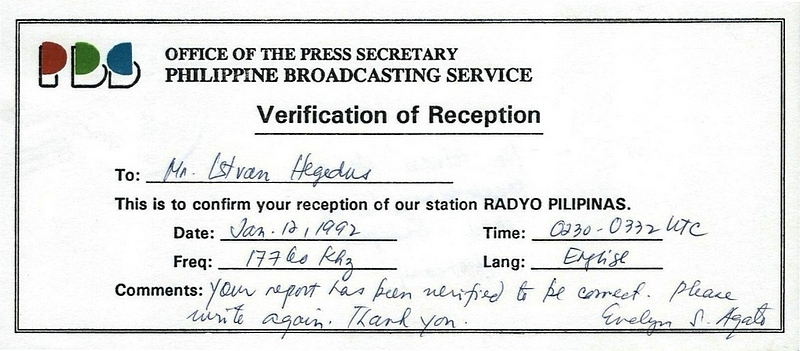 PBS OFFICE OF THE PRESS SECRETARY
PHILIPPINE BROADCASTING SERVICE
Verification of Reception
To: Mr. Istvan Hegedus
This is to confirm your reception of our station RADYO PILIPINAS.
Date: Jan. 12, 1992 Time: 0230-0332 UTC
Freq: 17760 Khz Lang: English
Comments: Your report has been verified to be correct. Please
write again. Thank you. Evelyn S. Agato